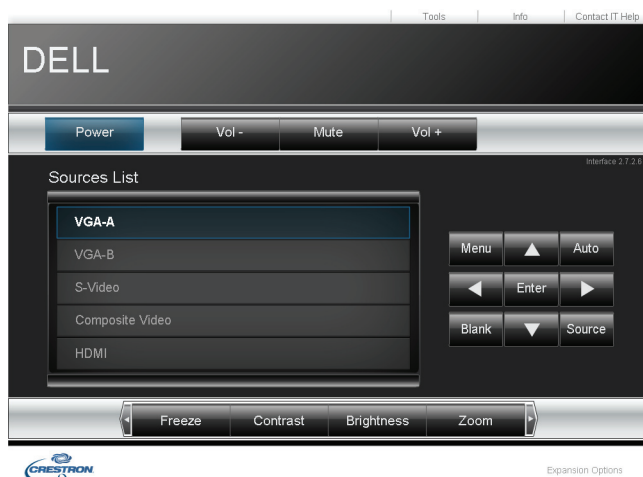 Tools Info Contact IT Help
DELL
Power Vol - Mute Vol +
Interface 2.7.2.6
Sources List
VGA-A
VGA-B
S-Video
Composite Video
HDMI
Menu Auto
Enter
Blank Source
Freeze Contrast Brightness Zoom
CRESTRON
Expansion Options